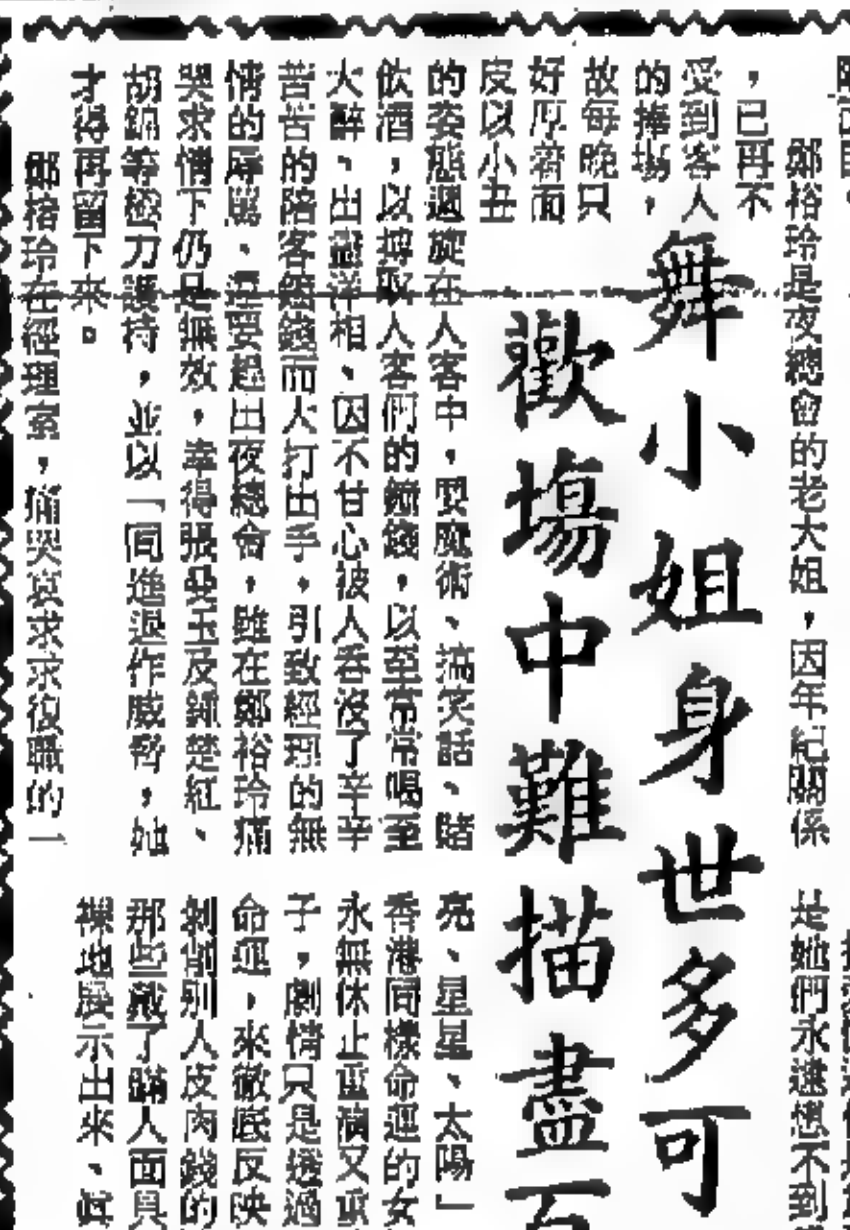 鄭裕玲是夜總會的老大姐，因年紀關係
，已再不
受到客人
的捧場，
故每晚只
好厚着面
皮以小丑
的姿態週旋在人客中，耍魔術、搞笑話、賭
飲酒，以博取人客們的錢，以至常常喝至
大醉、出盡洋相、因不甘心被人吞沒了辛辛
苦苦的陪客錢而大打出手，引致經理的無
情的辱罵、還要趕出夜總會，雖在鄭裕玲痛
哭求情下仍是無效，幸得張曼玉及鍾楚紅、
胡錦等極力護持，並以「同進退作威脅，她
才得再留下來。
鄭裕玲在經理室，痛哭哀求求復職的一
舞小姐身世多可
歡場中難描盡
是她們永遠想不到
亮、星星、太陽」
香港同樣命運的女
永無休止重演又重
子，劇情只是透過
命運，來徹底反映
剝削別人皮肉錢的
那些戴了瞞人面具
裸地展示出來、真